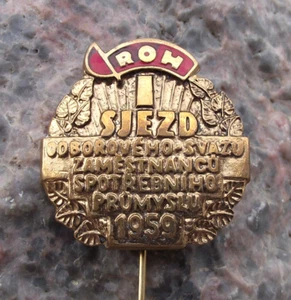 ROH
I
SJEZD
ODBOROVÉHO SVAZU
ZAMĚSTNANCŮ
SPOTŘEBNÍHO
PRŮMYSLU
1959